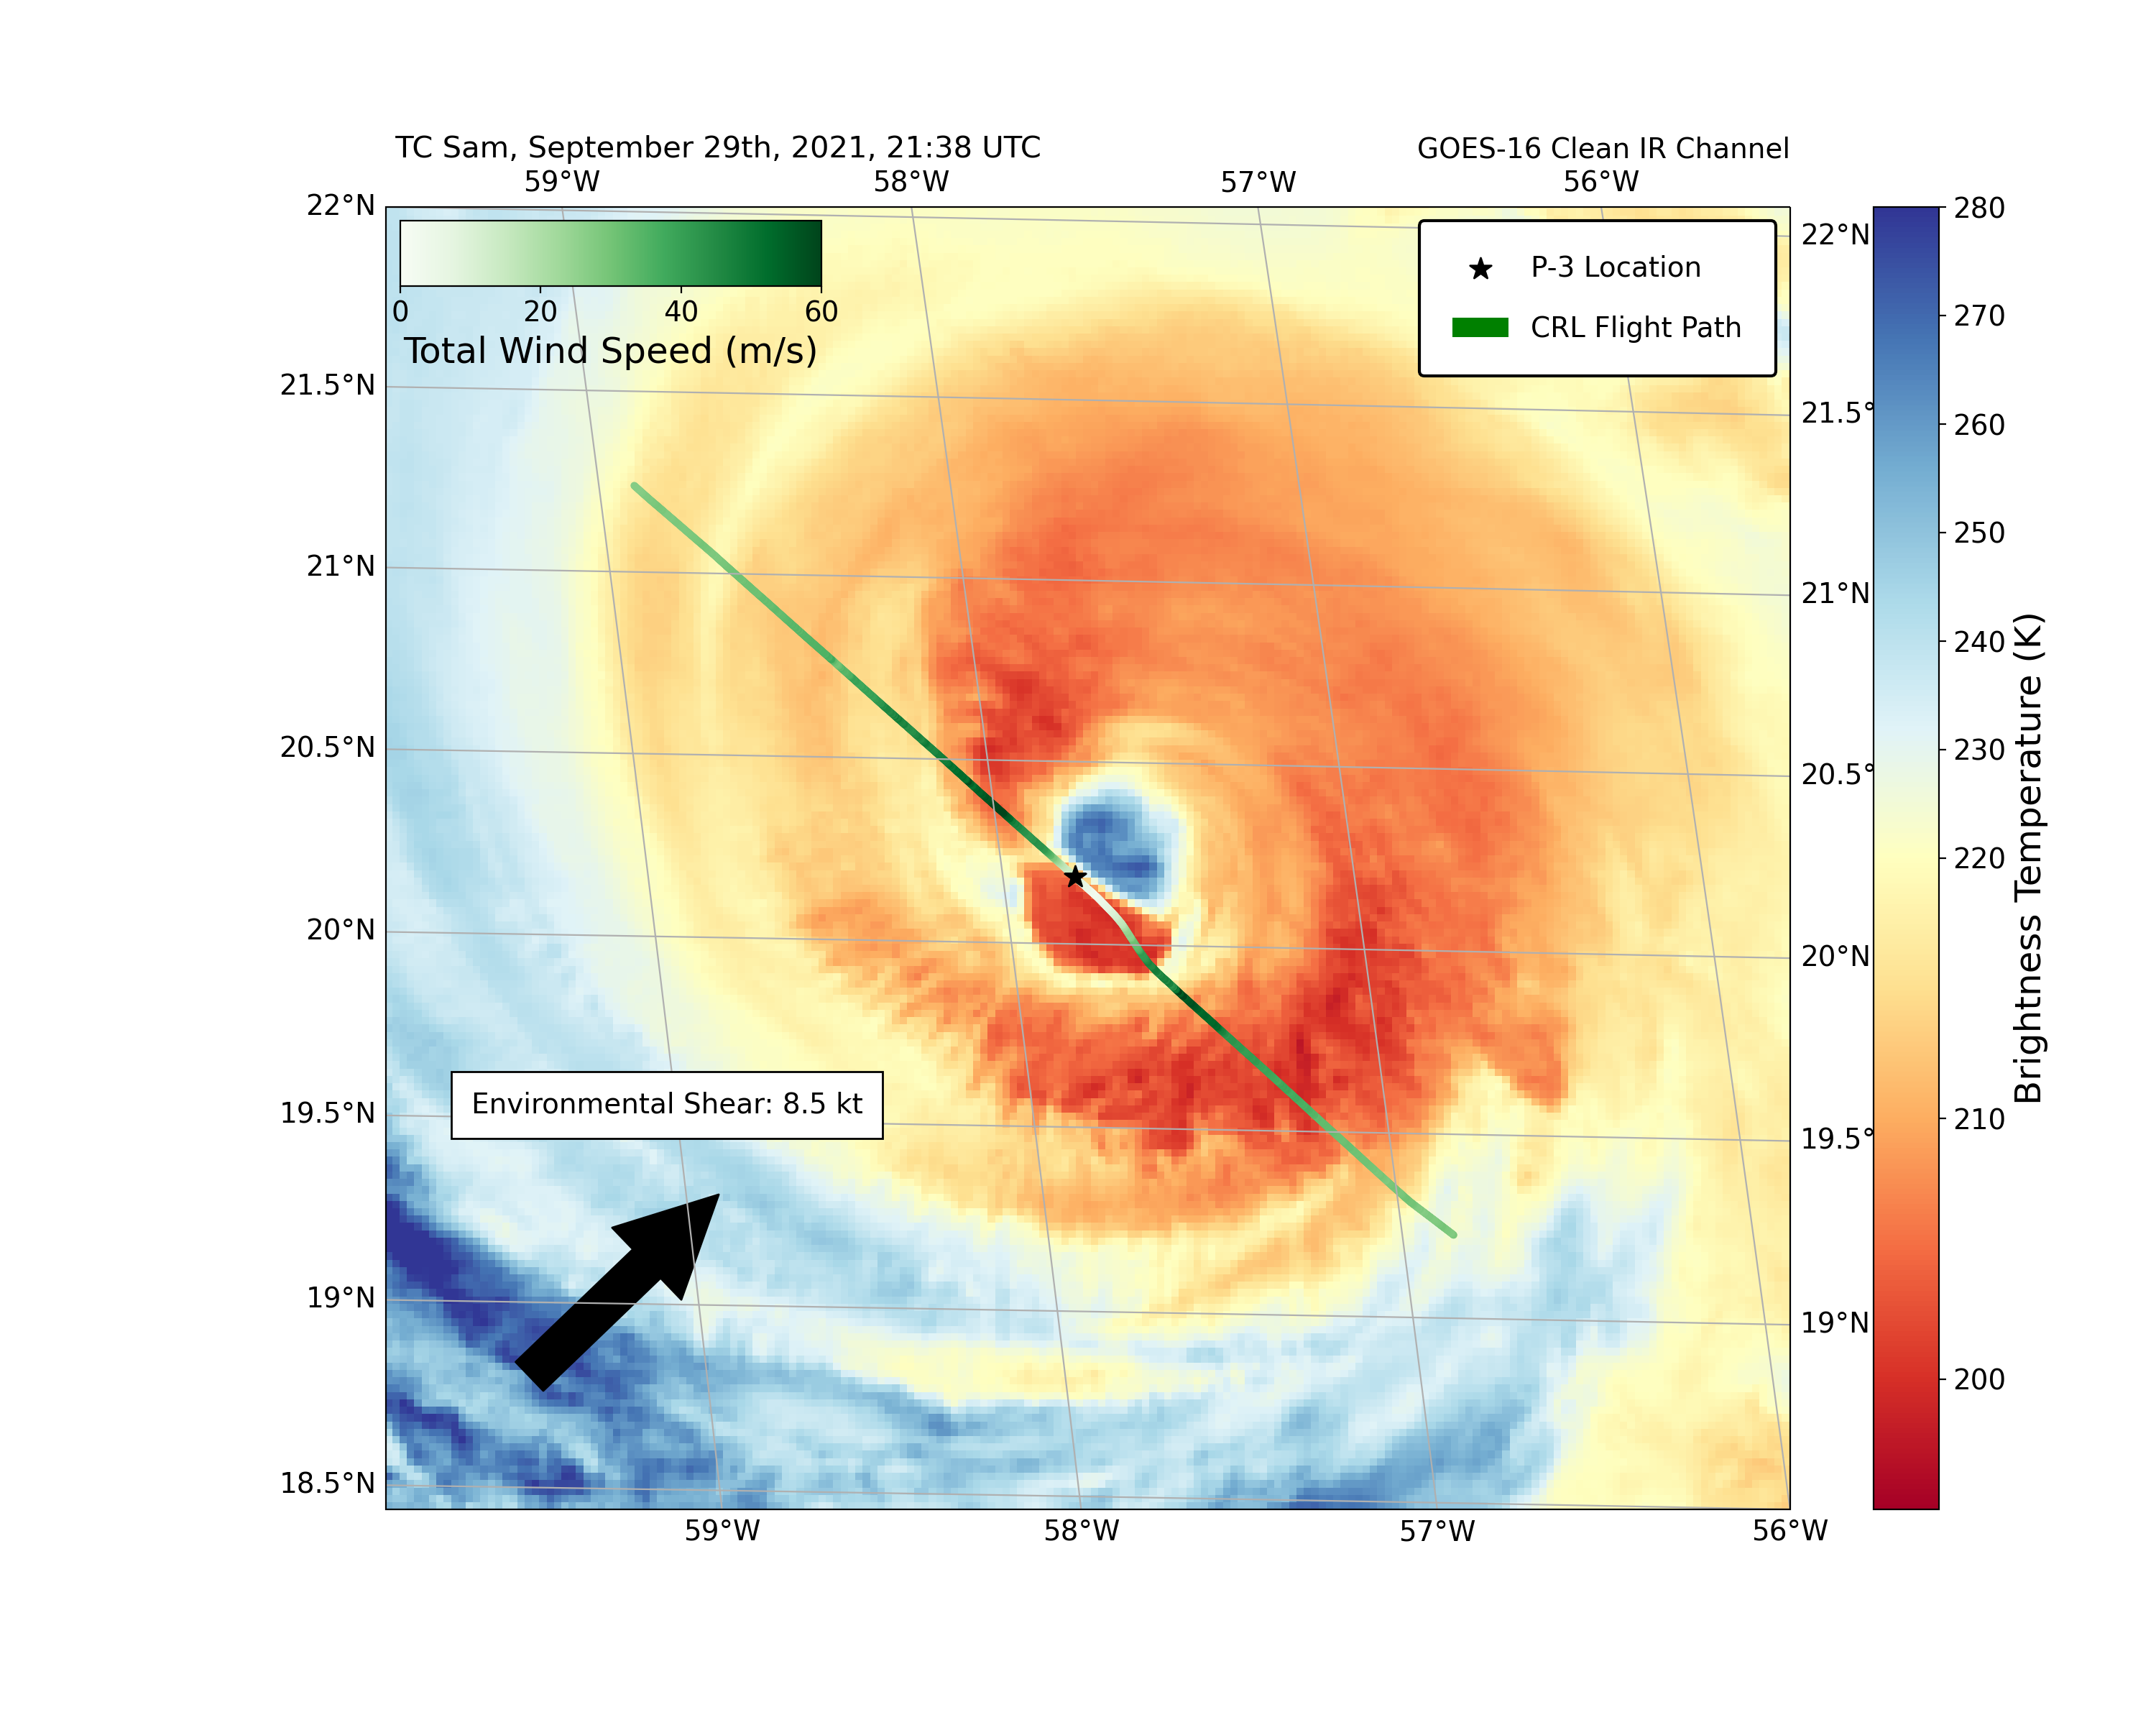 TC Sam, September 29th, 2021, 21:38 UTC
GOES-16 Clean IR Channel
59°W 58°W 57°W 56°W
22°N
21.5°N
21°N
20.5°N
20°N
19.5°N
19°N
18.5°N
0 20 40 60
Total Wind Speed (m/s)
P-3 Location
CRL Flight Path
Environmental Shear: 8.5 kt
22°N
21.5°
21°N
20.5°
20°N
19.5°
19°N
59°W 58°W 57°W 56°W
280
270
260
250
240
230
220
210
200
Brightness Temperature (K)